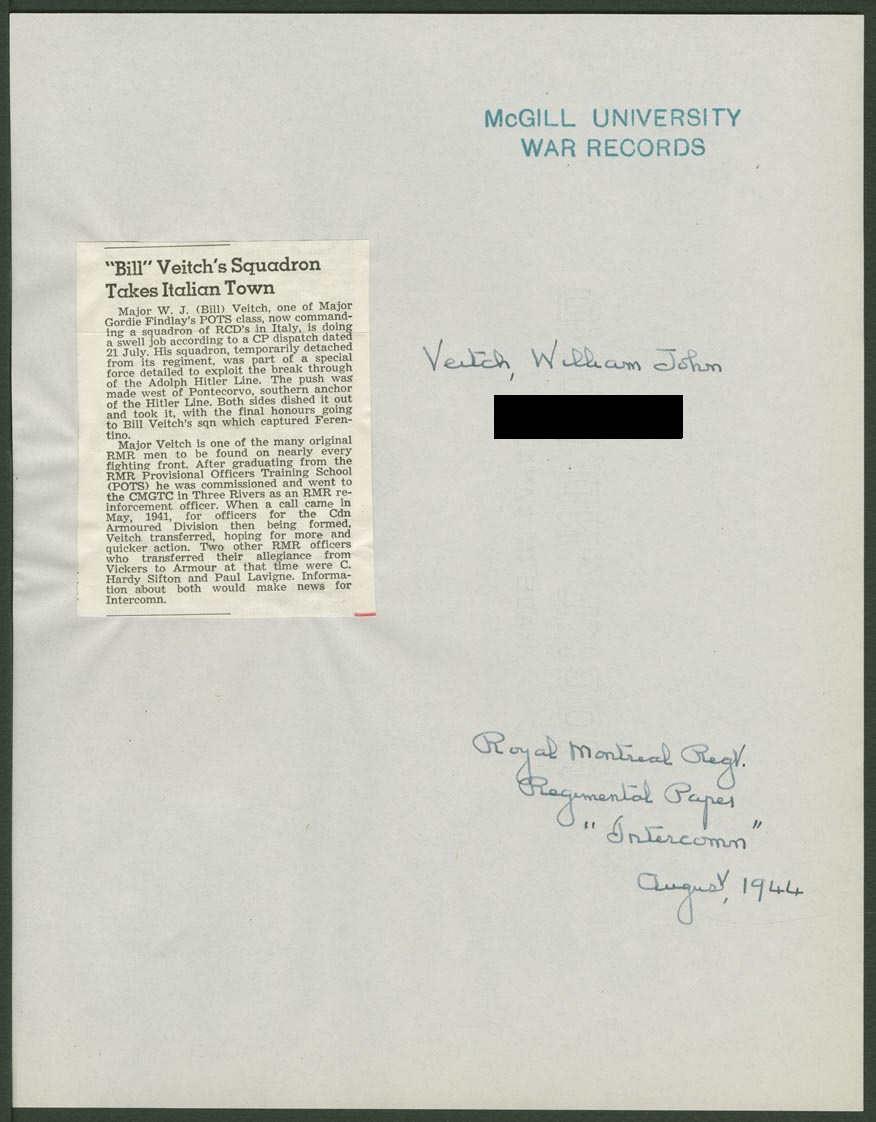 McGILL UNIVERSITY
WAR RECORDS
"Bill" Veitch's Squadron
Takes Italian Town
Major W. J. (Bill) Veitch, one of Major
Gordie Findlay's POTS class, now command-
ing a squadron of RCD's in Italy, is doing
a swell job according to a CP dispatch dated
21 July. His squadron, temporarily detached
from its regiment, was part of a special
force detailed to exploit the break through
of the Adolph Hitler Line. The push was
made west of Pontecorvo, southern anchor
of the Hitler Line. Both sides dished it out
and took it, with the final honours going
to Bill Veitch's sqn which captured Feren-
tino.
Major Veitch is one of the many original
RMR men to be found on nearly every
fighting front. After graduating from the
RMR Provisional Officers Training School
(POTS) he was commissioned and went to
the CMGTC in Three Rivers as an RMR re-
inforcement officer. When a call came in
May, 1941, for officers for the Cdn
Armoured Division then being formed,
Veitch transferred, hoping for more and
quicker action. Two other RMR officers
who transferred their allegiance from
Vickers to Armour at that time were C.
Hardy Sifton and Paul Lavigne. Informa-
tion about both would make news for
Intercomn.
Veitch, William John
Royal Montreal Regt.
Regimental Paper
"Intercomn"
August, 1944